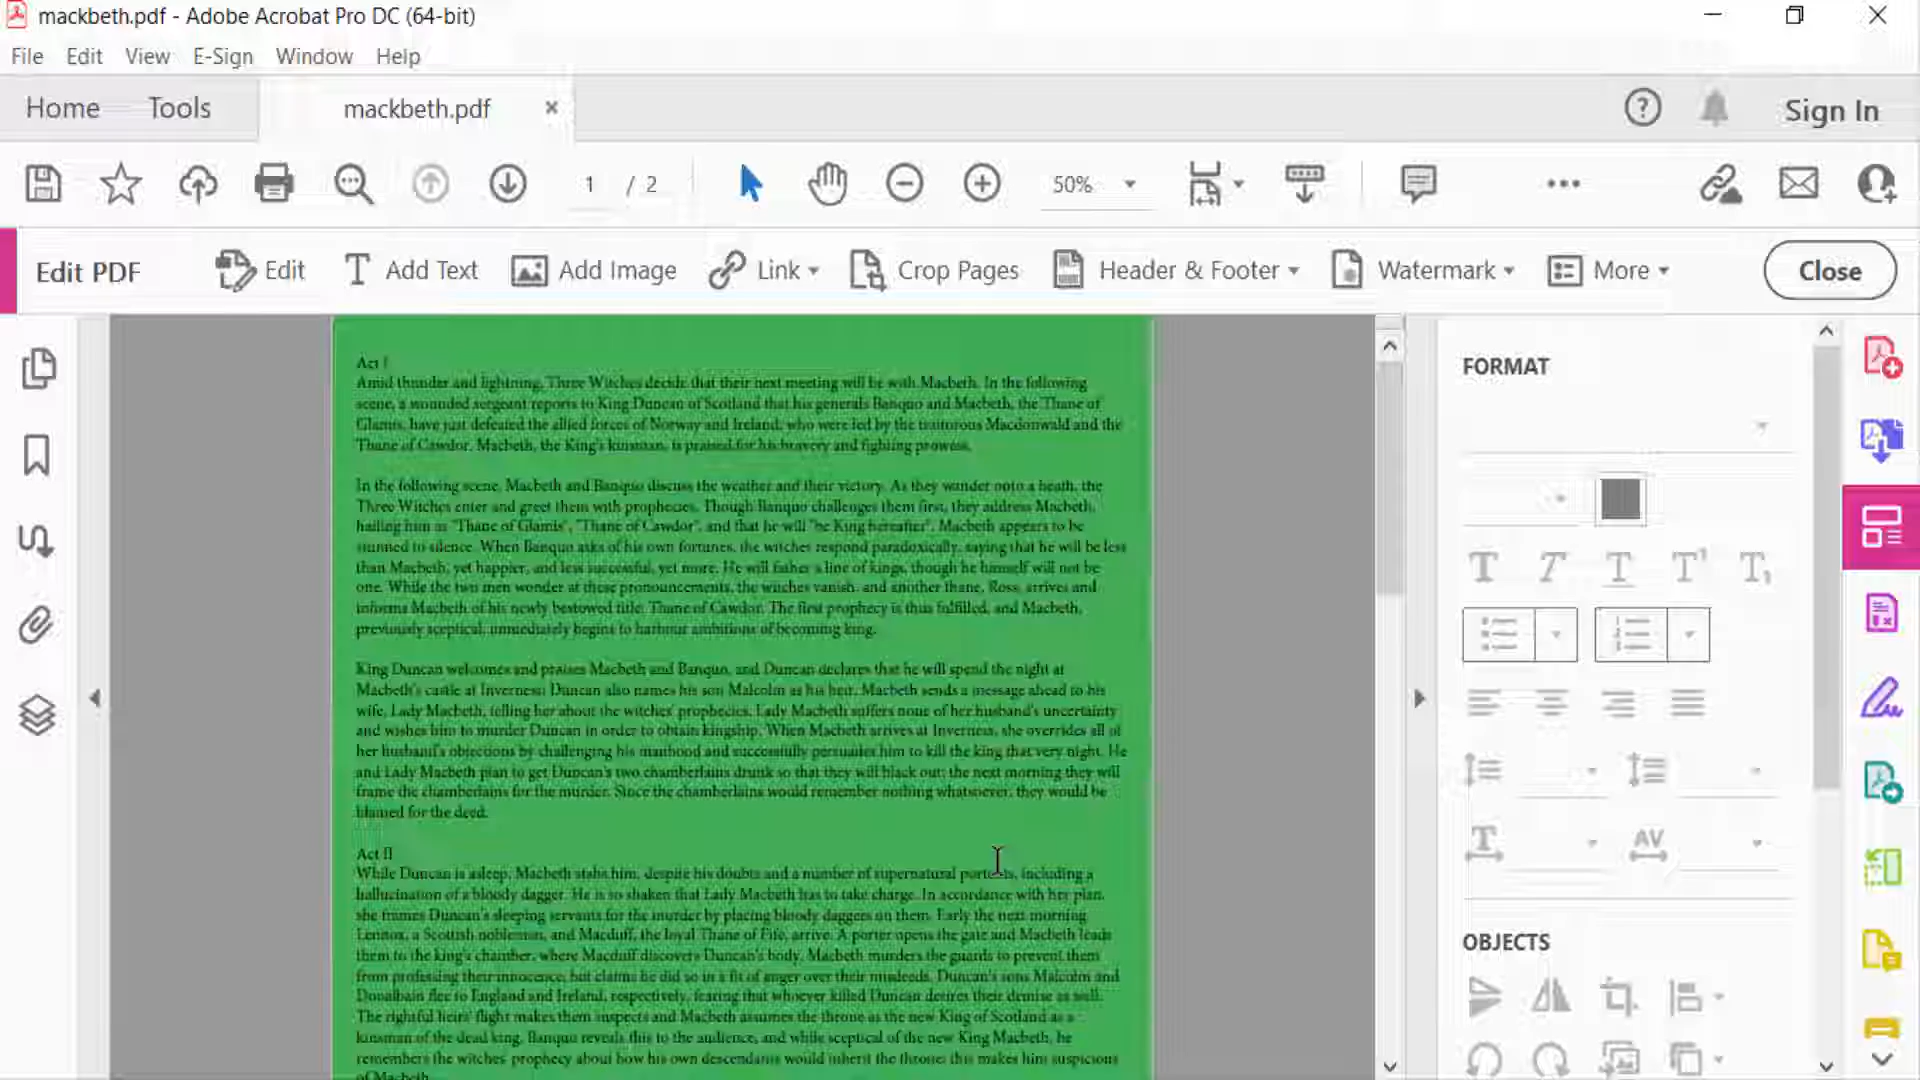 mackbeth.pdf - Adobe Acrobat Pro DC (64-bit)
File Edit View E-Sign Window Help
Home Tools mackbeth.pdf Sign In
1 / 2 50%
Edit PDF Edit Add Text Add Image Link Crop Pages Header & Footer Watermark More Close
Act I
Amid thunder and lightning, Three Witches decide that their next meeting will be with Macbeth. In the following
scene, a wounded sergeant reports to King Duncan of Scotland that his generals Banquo and Macbeth, the Thane of
Glamis, have just defeated the allied forces of Norway and Ireland, who were led by the traitorous Macdonwald and the
Thane of Cawdor. Macbeth, the King's kinsman, is praised for his bravery and fighting prowess.
In the following scene, Macbeth and Banquo discuss the weather and their victory. As they wander onto a heath, the
Three Witches enter and greet them with prophecies. Though Banquo challenges them first, they address Macbeth,
hailing him as "Thane of Glamis", "Thane of Cawdor", and that he will "be King hereafter". Macbeth appears to be
stunned to silence. When Banquo asks of his own fortunes, the witches respond paradoxically, saying that he will be less
than Macbeth, yet happier, and less successful, yet more. He will father a line of kings, though he himself will not be
one. While the two men wonder at these pronouncements, the witches vanish, and another thane, Ross, arrives and
informs Macbeth of his newly bestowed title: Thane of Cawdor. The first prophecy is thus fulfilled, and Macbeth,
previously sceptical, immediately begins to harbour ambitions of becoming king.
King Duncan welcomes and praises Macbeth and Banquo, and Duncan declares that he will spend the night at
Macbeth's castle at Inverness; Duncan also names his son Malcolm as his heir. Macbeth sends a message ahead to his
wife, Lady Macbeth, telling her about the witches' prophecies. Lady Macbeth suffers none of her husband's uncertainty
and wishes him to murder Duncan in order to obtain kingship. When Macbeth arrives at Inverness, she overrides all of
her husband's objections by challenging his manhood and successfully persuades him to kill the king that very night. He
and Lady Macbeth plan to get Duncan's two chamberlains drunk so that they will black out; the next morning they will
frame the chamberlains for the murder. Since the chamberlains would remember nothing whatsoever, they would be
blamed for the deed.
Act II
While Duncan is asleep, Macbeth stabs him, despite his doubts and a number of supernatural portents, including a
hallucination of a bloody dagger. He is so shaken that Lady Macbeth has to take charge. In accordance with her plan,
she frames Duncan's sleeping servants for the murder by placing bloody daggers on them. Early the next morning
Lennox, a Scottish nobleman, and Macduff, the loyal Thane of Fife, arrive. A porter opens the gate and Macbeth leads
them to the king's chamber, where Macduff discovers Duncan's body. Macbeth murders the guards to prevent them
from professing their innocence, but claims he did so in a fit of anger over their misdeeds. Duncan's sons Malcolm and
Donalbain flee to England and Ireland, respectively, fearing that whoever killed Duncan desires their demise as well.
The rightful heirs' flight makes them suspects and Macbeth assumes the throne as the new King of Scotland as a
kinsman of the dead king. Banquo reveals this to the audience, and while sceptical of the new King Macbeth, he
remembers the witches' prophecy about how his own descendants would inherit the throne; this makes him suspicious
of Macbeth.
FORMAT
OBJECTS